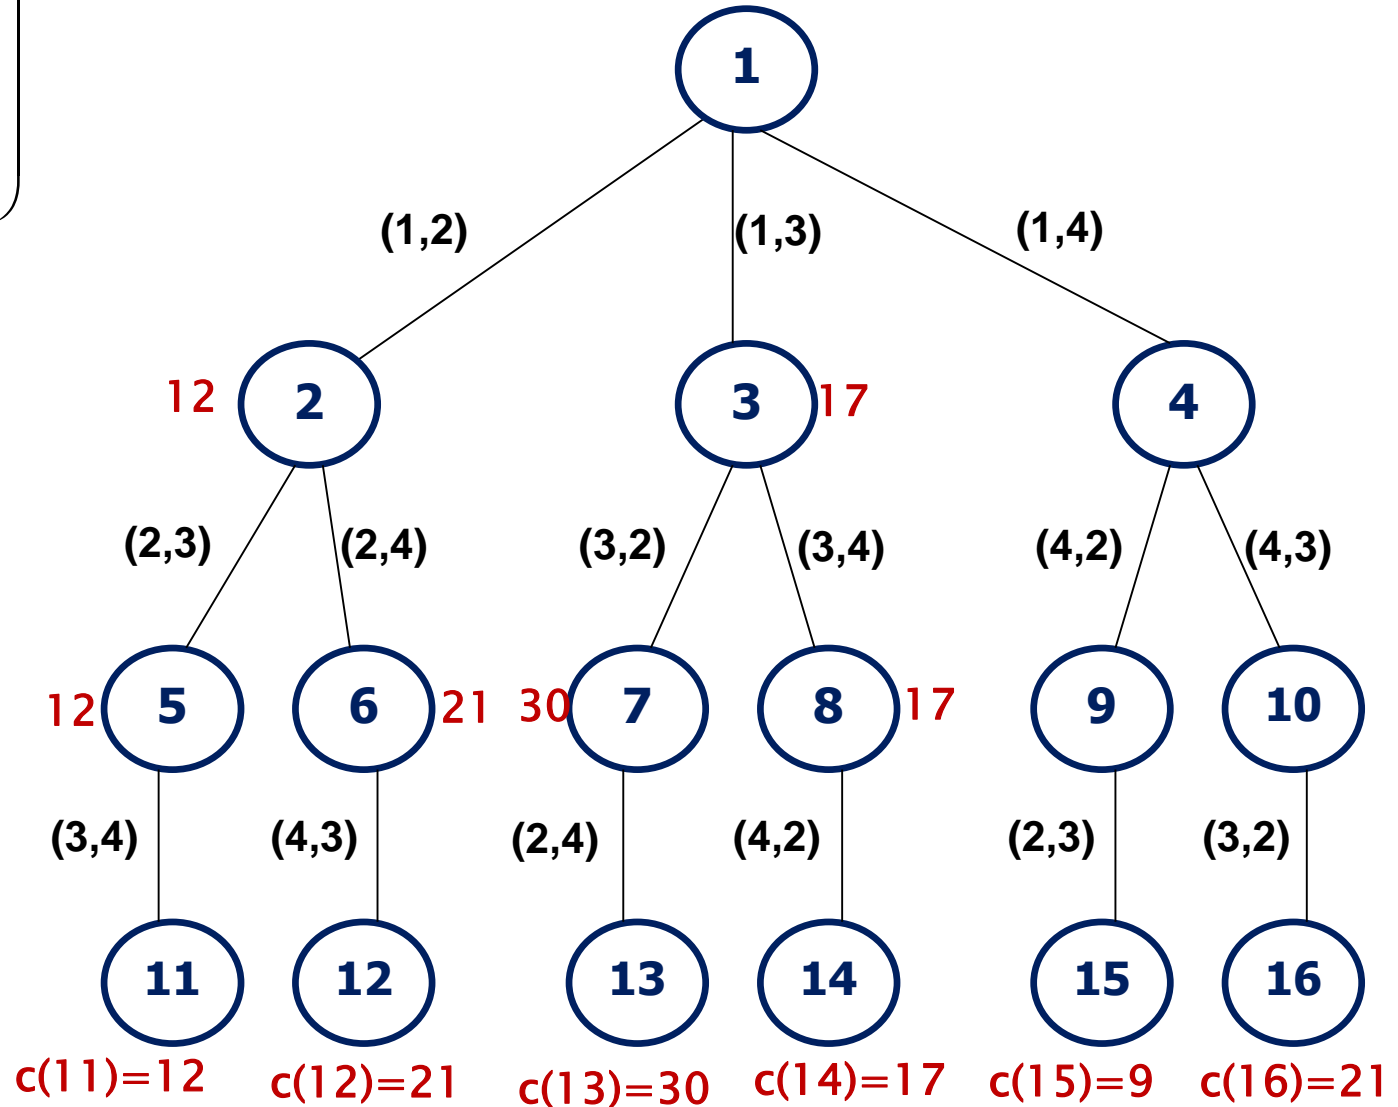 1
(1,2) (1,3) (1,4)
12 2 3 17 4
(2,3) (2,4) (3,2) (3,4) (4,2) (4,3)
12 5 6 21 30 7 8 17 9 10
(3,4) (4,3) (2,4) (4,2) (2,3) (3,2)
11 12 13 14 15 16
c(11)=12 c(12)=21 c(13)=30 c(14)=17 c(15)=9 c(16)=21